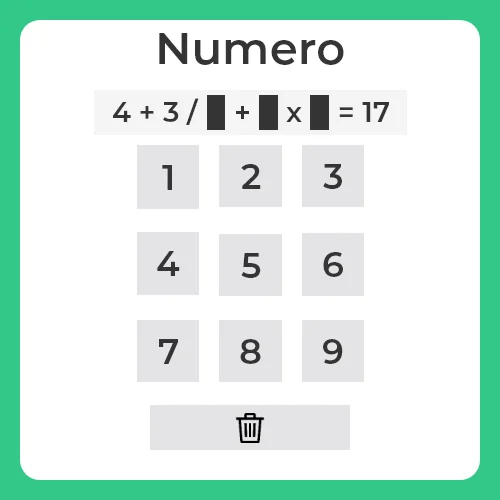 Numero
4 + 3 / █ + █ x █ = 17
1 2 3
4 5 6
7 8 9